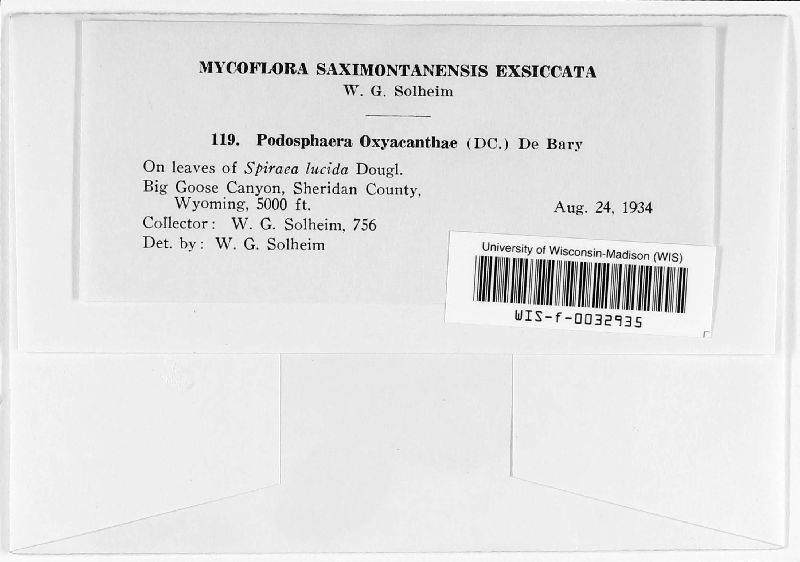 MYCOFLORA SAXIMONTANENSIS EXSICCATA
W. G. Solheim
119. Podosphaera Oxyacanthae (DC.) De Bary
On leaves of Spiraea lucida Dougl.
Big Goose Canyon, Sheridan County,
Wyoming, 5000 ft.
Aug. 24, 1934
Collector: W. G. Solheim, 756
Det. by: W. G. Solheim
University of Wisconsin-Madison (WIS)
WIS-f-0032935